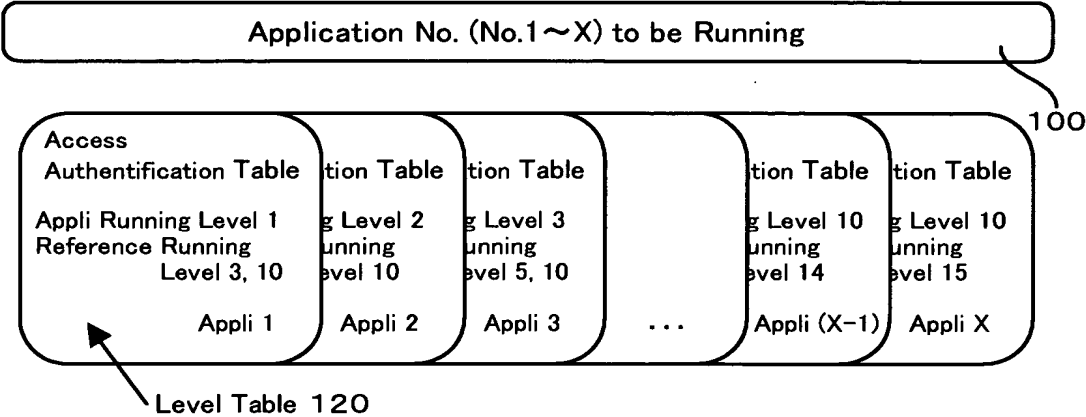 Application No. (No.1～X) to be Running
100
Access
Authentification Table
Appli Running Level 1
Reference Running
Level 3, 10
Appli 1
tion Table
g Level 2
unning
evel 10
Appli 2
tion Table
g Level 3
unning
evel 5, 10
Appli 3
...
tion Table
g Level 10
unning
evel 14
Appli (X-1)
tion Table
g Level 10
unning
evel 15
Appli X
Level Table 120